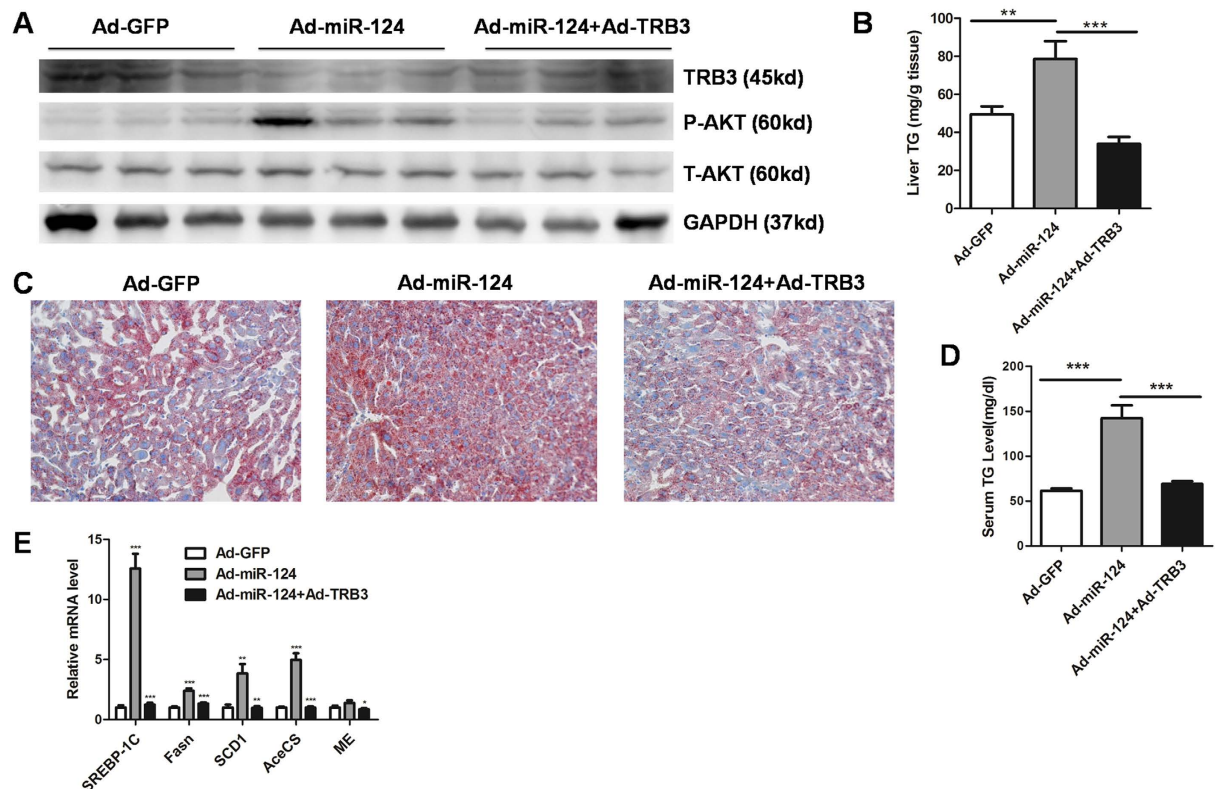 A
Ad-GFP
Ad-miR-124
Ad-miR-124+Ad-TRB3
TRB3 (45kd)
P-AKT (60kd)
T-AKT (60kd)
GAPDH (37kd)
B
Liver TG (mg/g tissue)
100
80
60
40
20
0
**
***
Ad-GFP
Ad-miR-124
Ad-miR-124+Ad-TRB3
C
Ad-GFP
Ad-miR-124
Ad-miR-124+Ad-TRB3
D
Serum TG Level(mg/dl)
200
150
100
50
0
***
***
Ad-GFP
Ad-miR-124
Ad-miR-124+Ad-TRB3
E
Relative mRNA level
15
10
5
0
Ad-GFP
Ad-miR-124
Ad-miR-124+Ad-TRB3
***
***
***
***
**
**
***
***
*
SREBP-1C
Fasn
SCD1
AceCS
ME